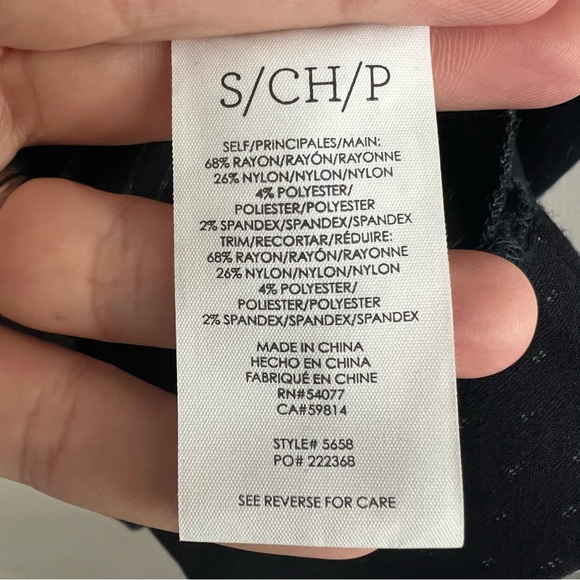 S/CH/P
SELF/PRINCIPALES/MAIN:
68% RAYON/RAYÓN/RAYONNE
26% NYLON/NYLON/NYLON
4% POLYESTER/
POLIESTER/POLYESTER
2% SPANDEX/SPANDEX/SPANDEX
TRIM/RECORTAR/RÉDUIRE:
68% RAYON/RAYÓN/RAYONNE
26% NYLON/NYLON/NYLON
4% POLYESTER/
POLIESTER/POLYESTER
2% SPANDEX/SPANDEX/SPANDEX
MADE IN CHINA
HECHO EN CHINA
FABRIQUÉ EN CHINE
RN#54077
CA#59814
STYLE# 5658
PO# 222368
SEE REVERSE FOR CARE